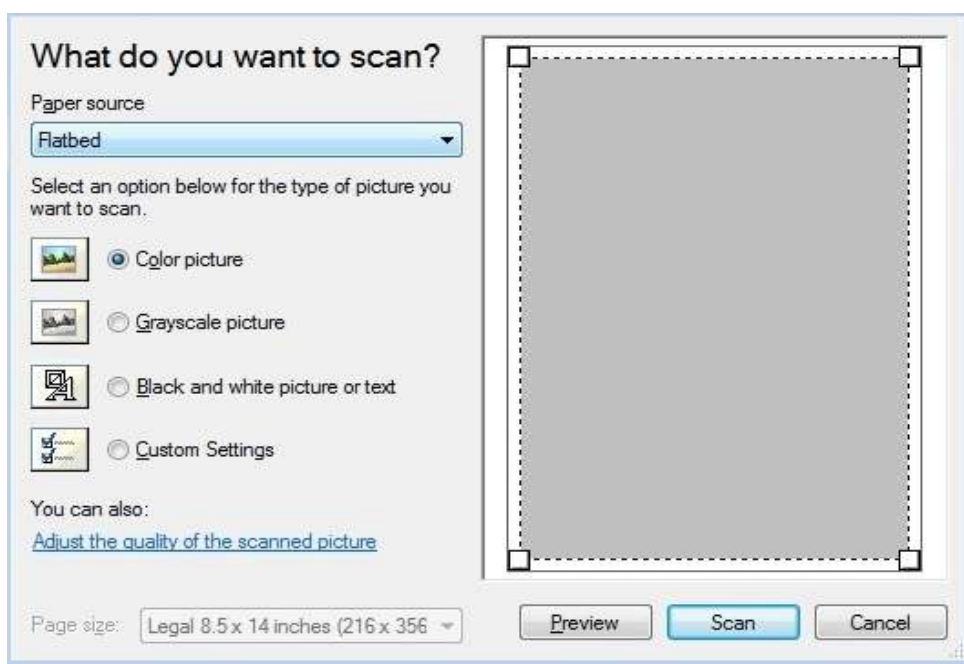 What do you want to scan?
Paper source
Flatbed
Select an option below for the type of picture you
want to scan.
Color picture
Grayscale picture
Black and white picture or text
Custom Settings
You can also:
Adjust the quality of the scanned picture
Page size: Legal 8.5 x 14 inches (216 x 356
Preview Scan Cancel